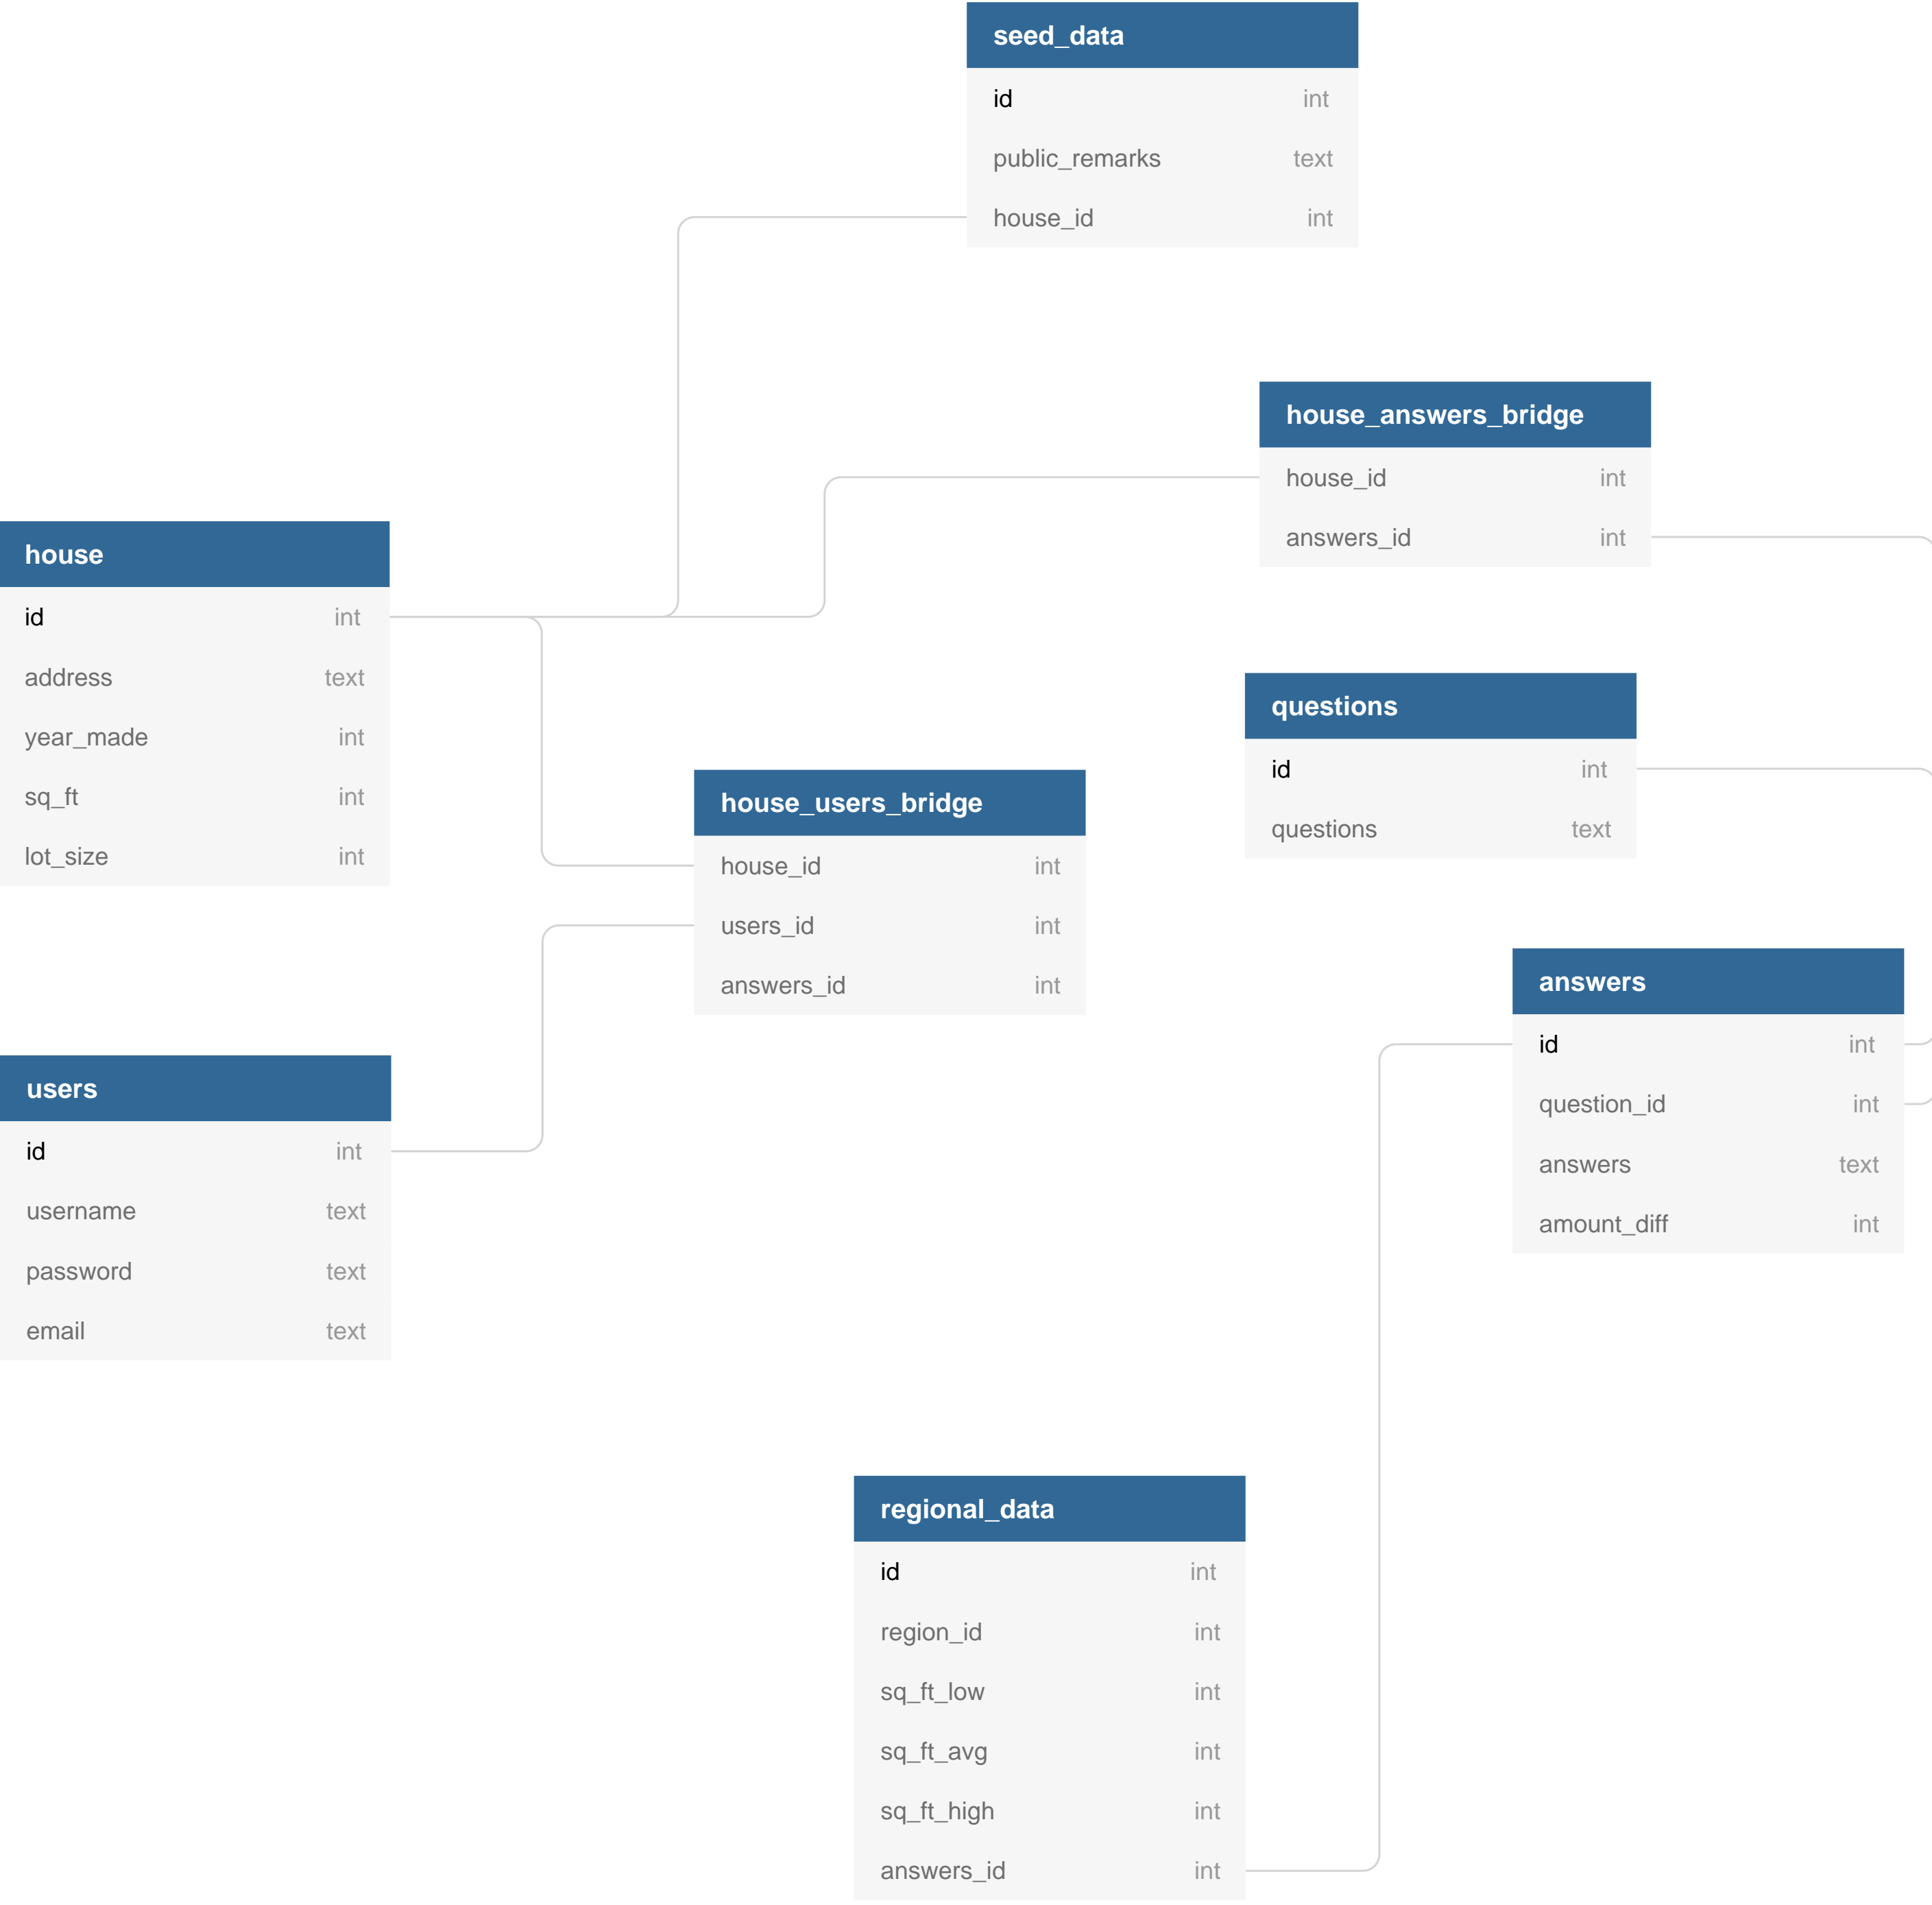 seed_data
id int
public_remarks text
house_id int
house_answers_bridge
house_id int
answers_id int
house
id int
address text
year_made int
sq_ft int
lot_size int
questions
id int
questions text
house_users_bridge
house_id int
users_id int
answers_id int
answers
id int
question_id int
answers text
amount_diff int
users
id int
username text
password text
email text
regional_data
id int
region_id int
sq_ft_low int
sq_ft_avg int
sq_ft_high int
answers_id int